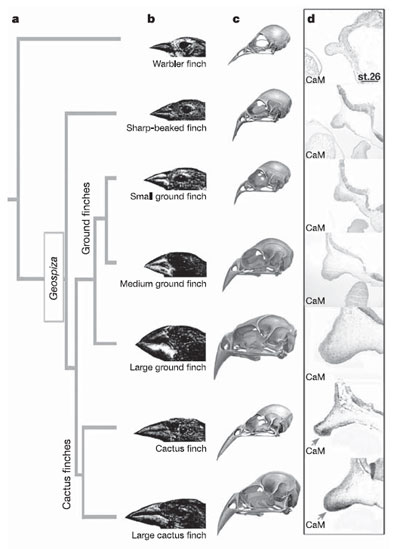 a
b
c
d
Warbler finch
st.26
CaM
Sharp-beaked finch
CaM
Small ground finch
CaM
Ground finches
Geospiza
Medium ground finch
CaM
Large ground finch
CaM
Cactus finch
CaM
Cactus finches
Large cactus finch
CaM